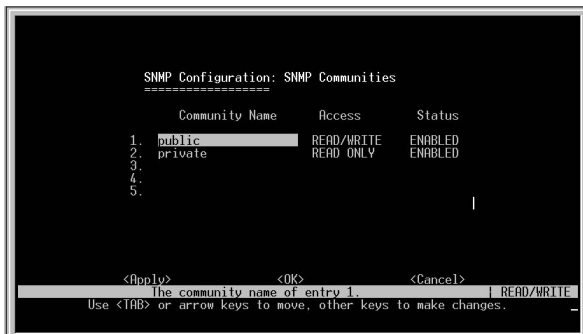 SNMP Configuration: SNMP Communities
==================
Community Name Access Status
1. public READ/WRITE ENABLED
2. private READ ONLY ENABLED
3.
4.
5.
<Apply> <OK> <Cancel>
The community name of entry 1. | READ/WRITE
Use <TAB> or arrow keys to move, other keys to make changes.